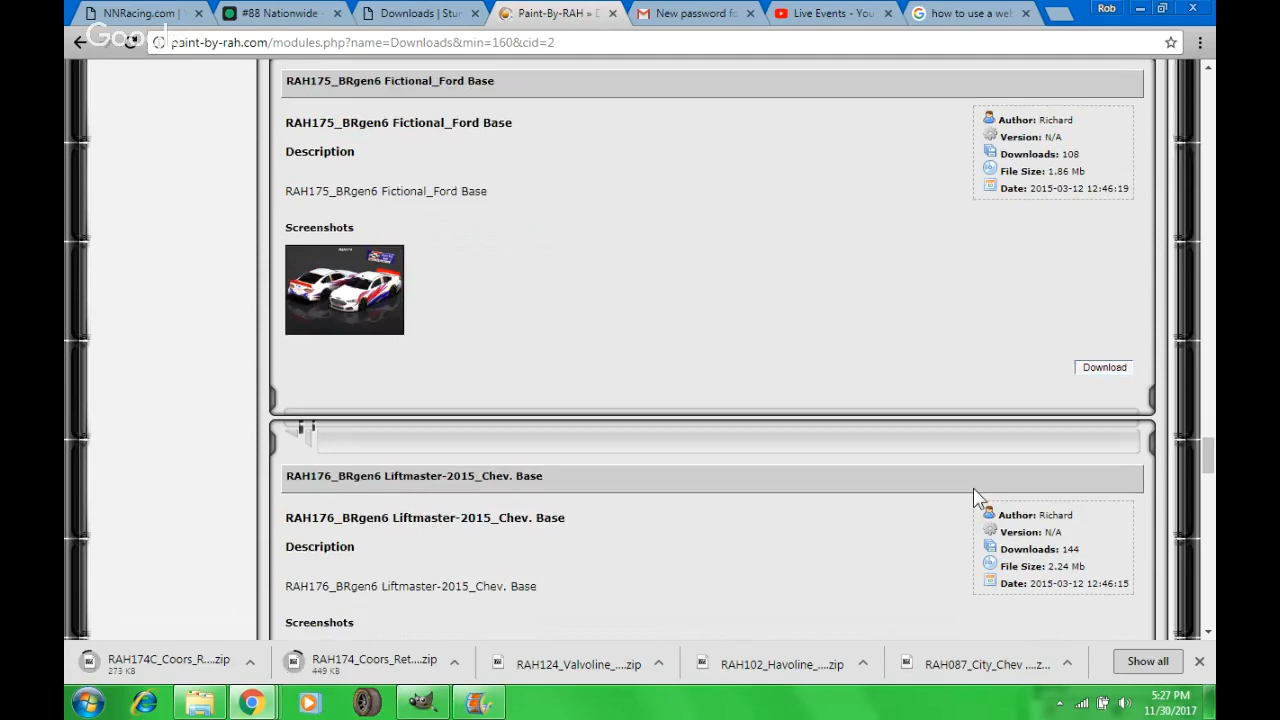 NNRacing.com |
#88 Nationwide
Downloads | Stu
Paint-By-RAH » D
New password fo
Live Events - You
how to use a we
Rob
paint-by-rah.com/modules.php?name=Downloads&min=160&cid=2
RAH175_BRgen6 Fictional_Ford Base
RAH175_BRgen6 Fictional_Ford Base
Author: Richard
Version: N/A
Description
Downloads: 108
File Size: 1.86 Mb
RAH175_BRgen6 Fictional_Ford Base
Date: 2015-03-12 12:46:19
Screenshots
Download
RAH176_BRgen6 Liftmaster-2015_Chev. Base
RAH176_BRgen6 Liftmaster-2015_Chev. Base
Author: Richard
Version: N/A
Description
Downloads: 144
File Size: 2.24 Mb
RAH176_BRgen6 Liftmaster-2015_Chev. Base
Date: 2015-03-12 12:46:15
Screenshots
RAH174C_Coors_R....zip
273 KB
RAH174_Coors_Ret....zip
449 KB
RAH124_Valvoline_....zip
RAH102_Havoline_....zip
RAH087_City_Chev ....z...
Show all
5:27 PM
11/30/2017